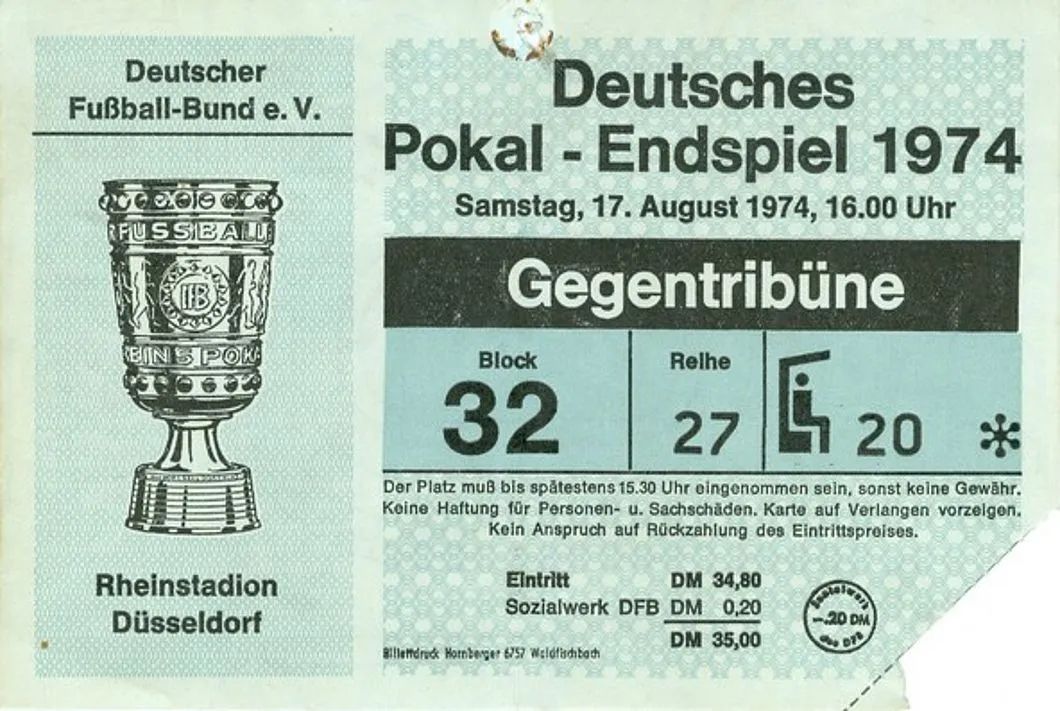 Deutscher
Fußball-Bund e. V.
FUSSBALL
DFB
EINSPOKA
Rheinstadion
Düsseldorf
Deutsches
Pokal - Endspiel 1974
Samstag, 17. August 1974, 16.00 Uhr
Gegentribüne
Block
32
Reihe
27
20
Der Platz muß bis spätestens 15.30 Uhr eingenommen sein, sonst keine Gewähr.
Keine Haftung für Personen- u. Sachschäden. Karte auf Verlangen vorzeigen.
Kein Anspruch auf Rückzahlung des Eintrittspreises.
Eintritt DM 34,80
Sozialwerk DFB DM 0,20
DM 35,00
Sozialwerk
-.20 DM
des DFB
Billettdruck Hornberger 6757 Waldfischbach